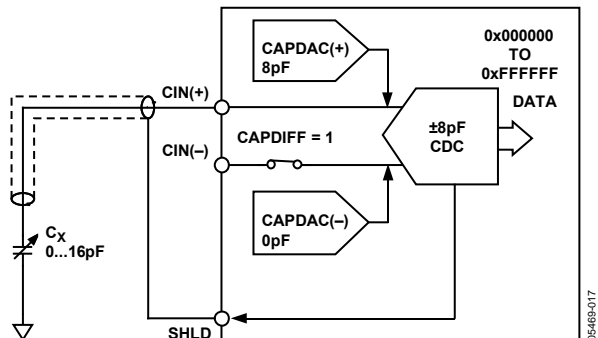 CAPDAC(+)
8pF
0x000000
TO
0xFFFFFF
DATA
CIN(+)
CIN(–)
CAPDIFF = 1
±8pF
CDC
CAPDAC(–)
0pF
CX
0...16pF
SHLD
05469-017